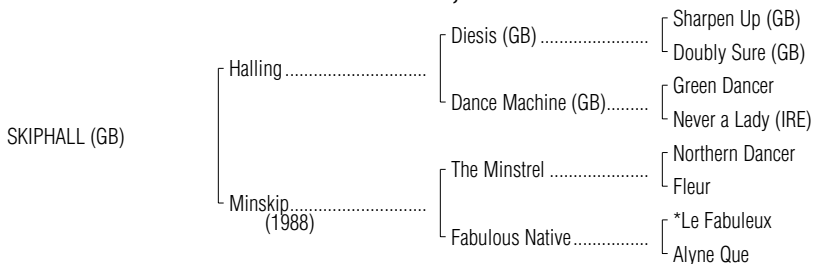 Sharpen Up (GB)
Diesis (GB) ......................
Doubly Sure (GB)
Halling .............................
Green Dancer
Dance Machine (GB).........
Never a Lady (IRE)
SKIPHALL (GB)
Northern Dancer
The Minstrel ....................
Fleur
Minskip............................
(1988)
*Le Fabuleux
Fabulous Native................
Alyne Que